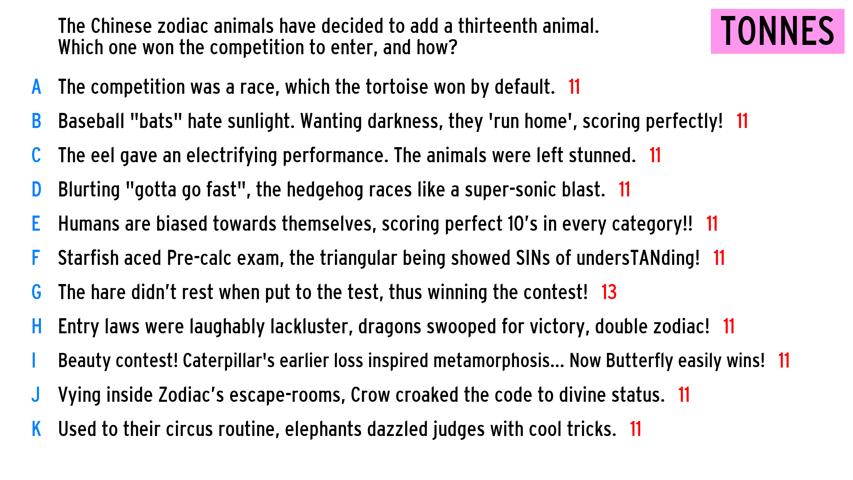 The Chinese zodiac animals have decided to add a thirteenth animal.
Which one won the competition to enter, and how?
TONNES
A The competition was a race, which the tortoise won by default. 11
B Baseball "bats" hate sunlight. Wanting darkness, they 'run home', scoring perfectly! 11
C The eel gave an electrifying performance. The animals were left stunned. 11
D Blurting "gotta go fast", the hedgehog races like a super-sonic blast. 11
E Humans are biased towards themselves, scoring perfect 10's in every category!! 11
F Starfish aced Pre-calc exam, the triangular being showed SINs of undersTANding! 11
G The hare didn't rest when put to the test, thus winning the contest! 13
H Entry laws were laughably lackluster, dragons swooped for victory, double zodiac! 11
I Beauty contest! Caterpillar's earlier loss inspired metamorphosis... Now Butterfly easily wins! 11
J Vying inside Zodiac's escape-rooms, Crow croaked the code to divine status. 11
K Used to their circus routine, elephants dazzled judges with cool tricks. 11